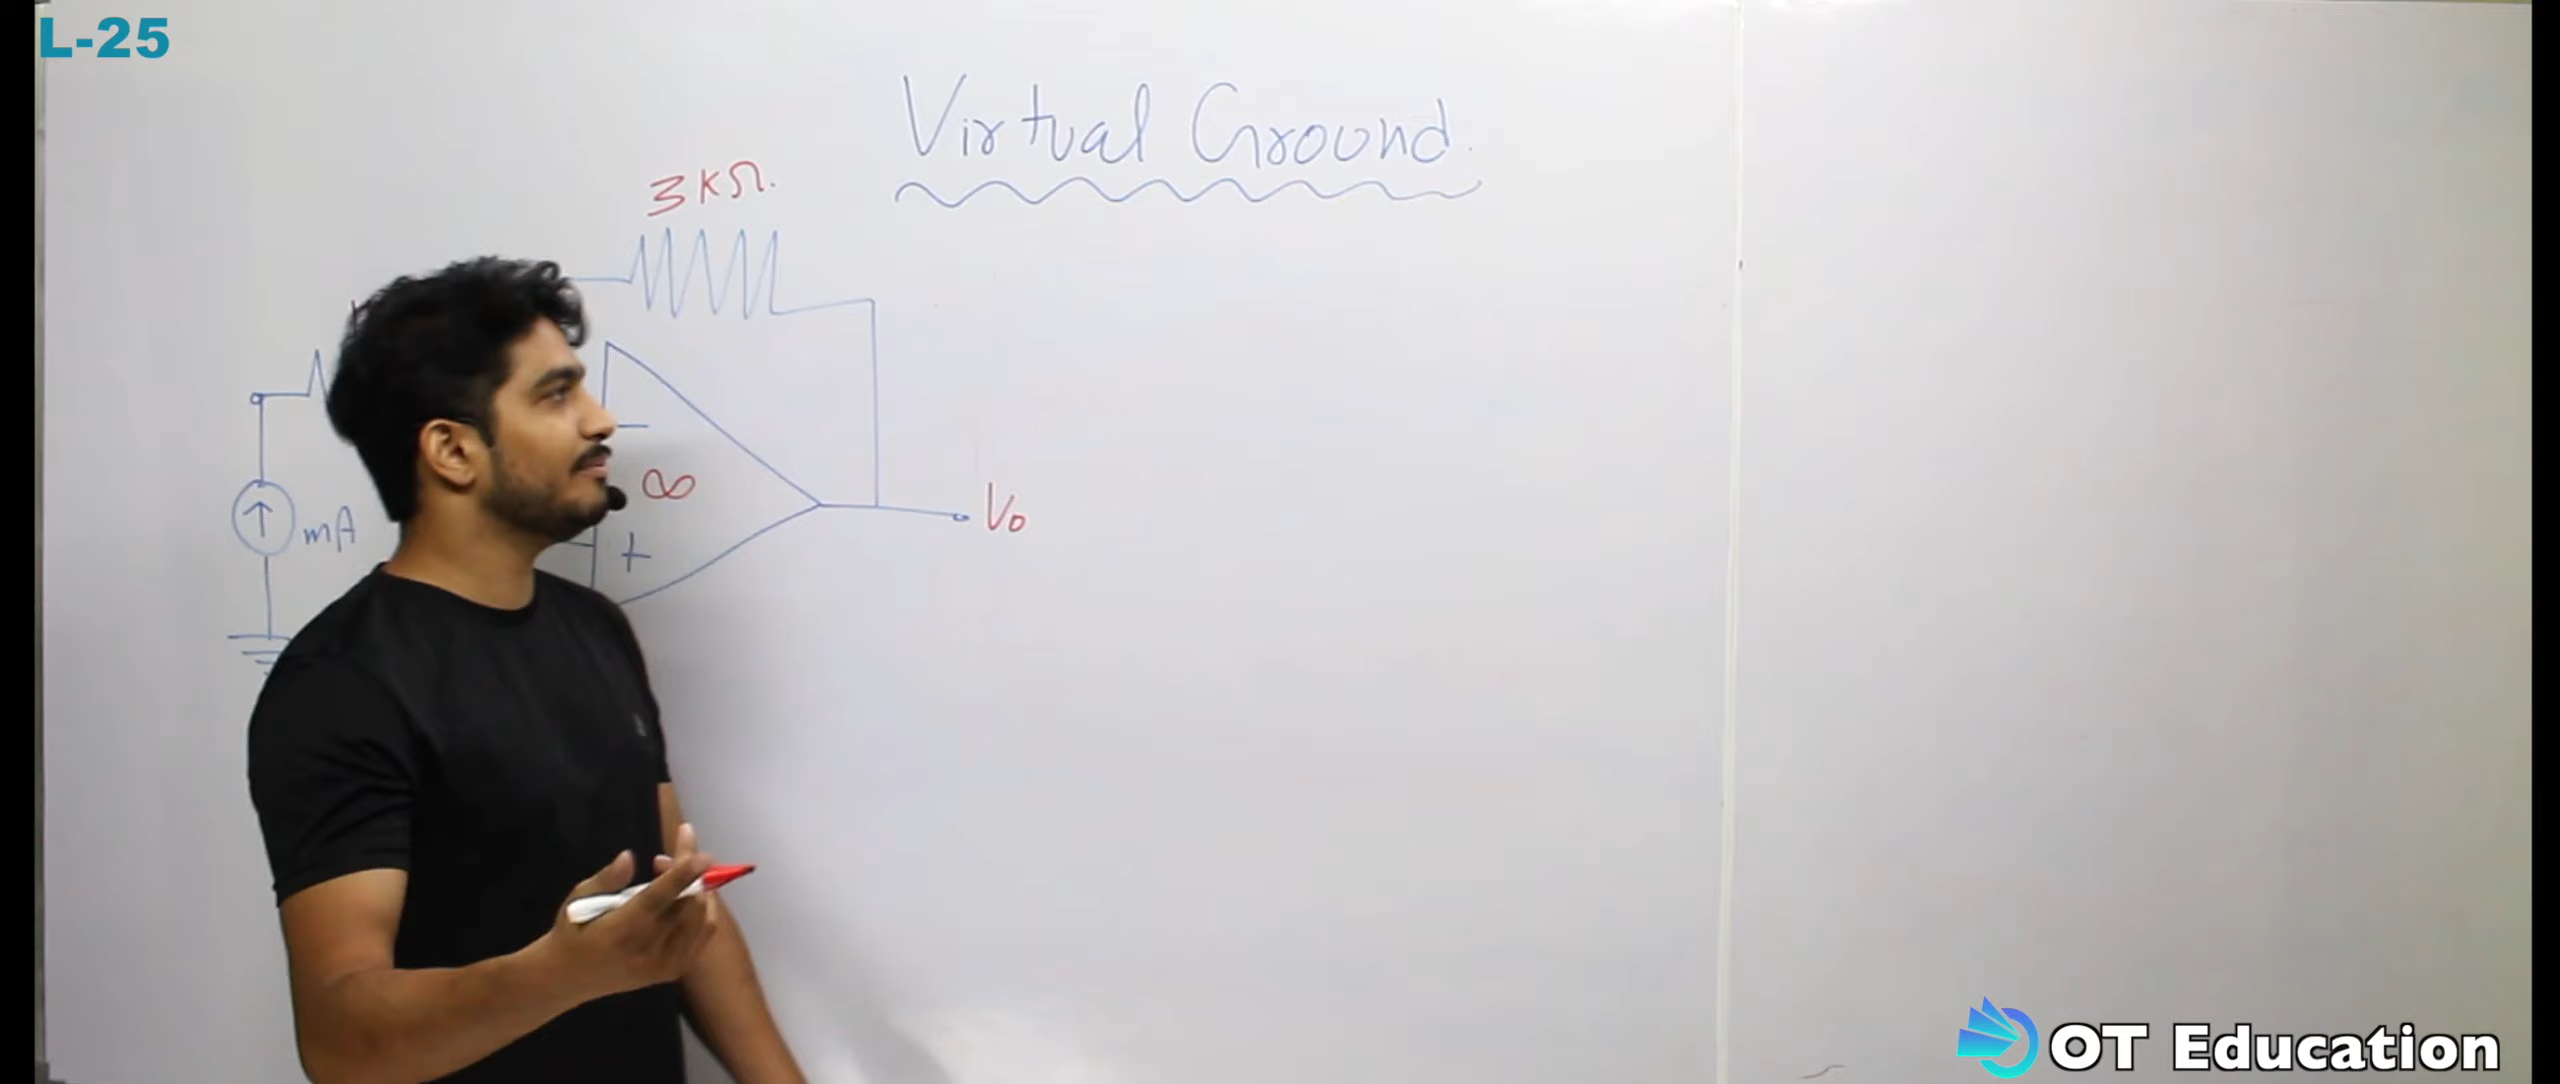 L-25
Virtual Ground.
3KΩ.
-
∞
mA
+
Vo
OT Education